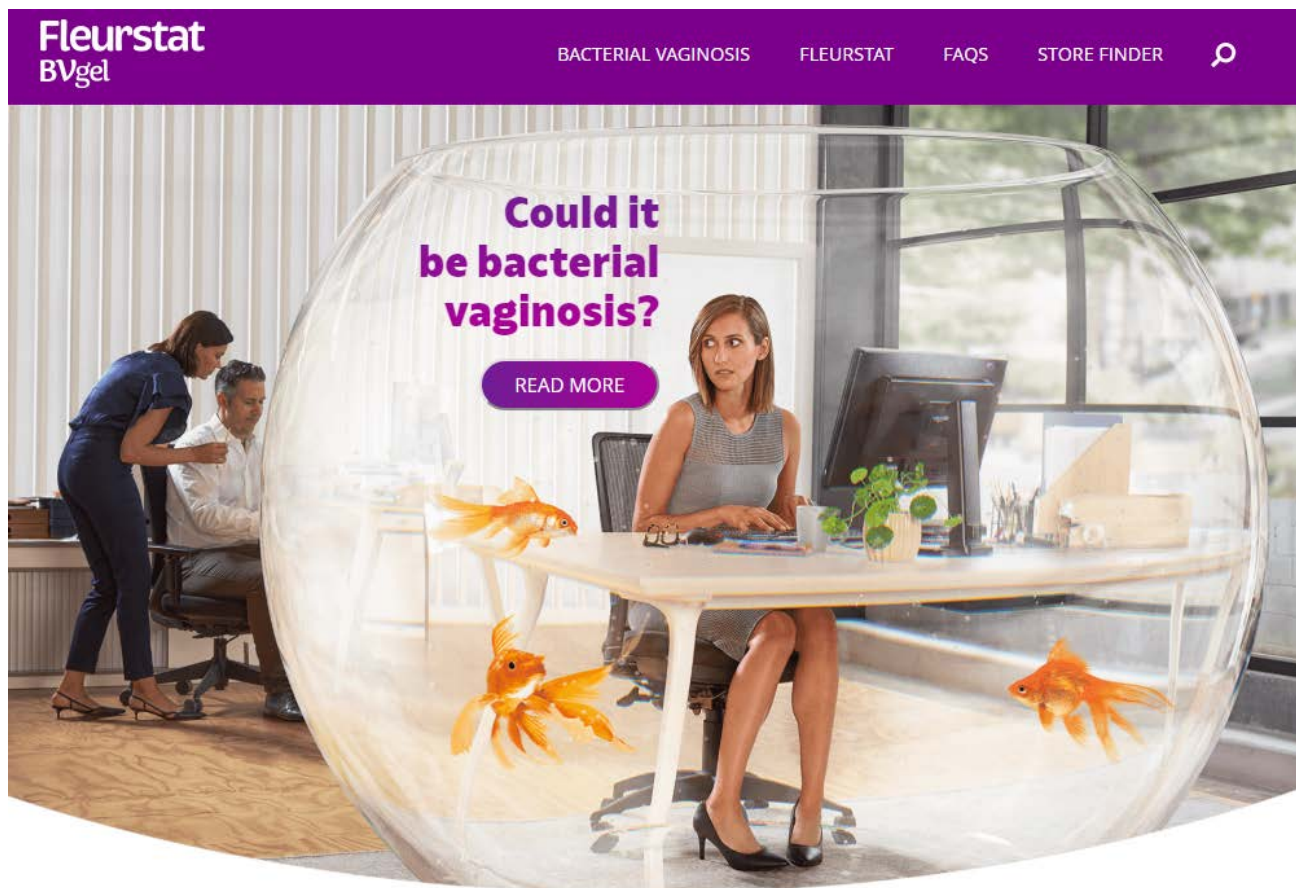 Fleurstat
BVgel
BACTERIAL VAGINOSIS
FLEURSTAT
FAQS
STORE FINDER
Could it
be bacterial
vaginosis?
READ MORE